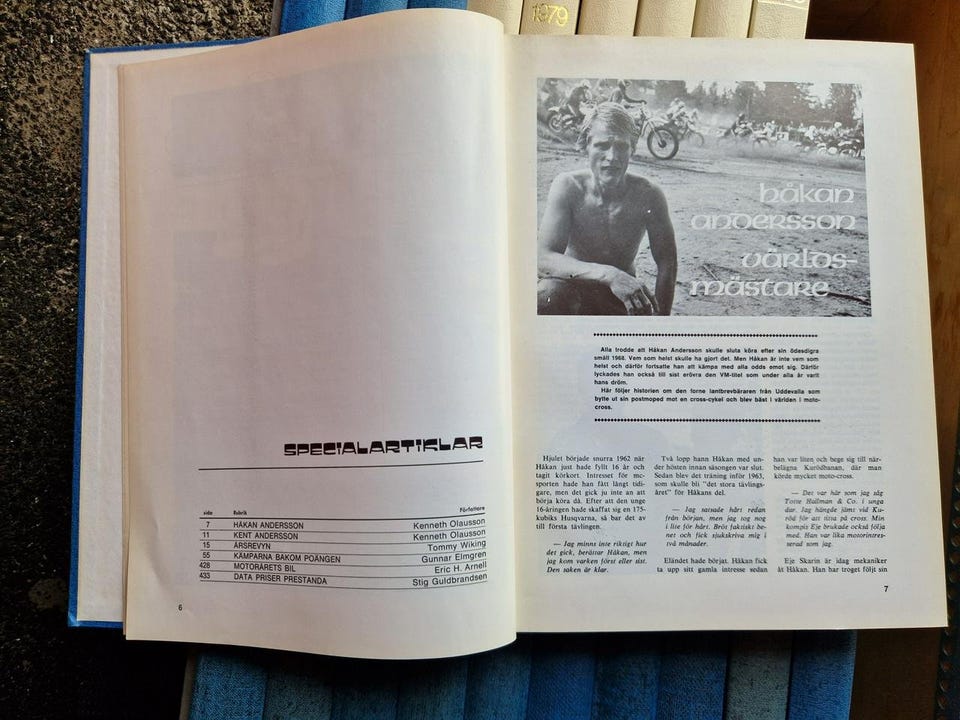 1979
SPECIALARTIKLAR
sida Rubrik Författare
7 HÅKAN ANDERSSON Kenneth Olausson
11 KENT ANDERSSON Kenneth Olausson
15 ÅRSREVYN Tommy Wiking
55 KÄMPARNA BAKOM POÄNGEN Gunnar Elmgren
428 MOTORÅRETS BIL Eric H. Arnell
433 DATA PRISER PRESTANDA Stig Guldbrandsen
6
håkan
andersson
världs-
mästare
Alla trodde att Håkan Andersson skulle sluta köra efter sin ödesdigra
smäll 1968. Vem som helst skulle ha gjort det. Men Håkan är inte vem som
helst och därför fortsatte han att kämpa med alla odds emot sig. Därför
lyckades han också till sist erövra den VM-titel som under alla år varit
hans dröm.
Här följer historien om den forne lantbrevbäraren från Uddevalla som
bytte ut sin postmoped mot en cross-cykel och blev bäst i världen i moto-
cross.
Hjulet började snurra 1962 när
Håkan just hade fyllt 16 år och
tagit körkort. Intresset för mc-
sporten hade han fått långt tidi-
gare, men det gick ju inte an att
börja köra då. Efter att den unge
16-åringen hade skaffat sig en 175-
kubiks Husqvarna, så bar det av
till första tävlingen.
— Jag minns inte riktigt hur
det gick, berättar Håkan, men
jag kom varken först eller sist.
Den saken är klar.
Två lopp hann Håkan med un-
der hösten innan säsongen var slut.
Sedan blev det träning inför 1963,
som skulle bli "det stora tävlings-
året" för Håkans del.
— Jag satsade hårt redan
från början, men jag tog nog
i lite för hårt. Bröt faktiskt be-
net och fick sjukskriva mig i
två månader.
Eländet hade börjat. Håkan fick
ta upp sitt gamla intresse sedan
han var liten och bege sig till när-
belägna Kurödbanan, där man
körde mycket moto-cross.
— Det var här som jag såg
Totte Hallman & Co. i unga
dar. Jag hängde jäms vid Ku-
röd för att titta på cross. Min
kompis Eje brukade också följa
med. Han var lika motorintres-
serad som jag.
Eje Skarin är idag mekaniker
åt Håkan. Han har troget följt sin
7